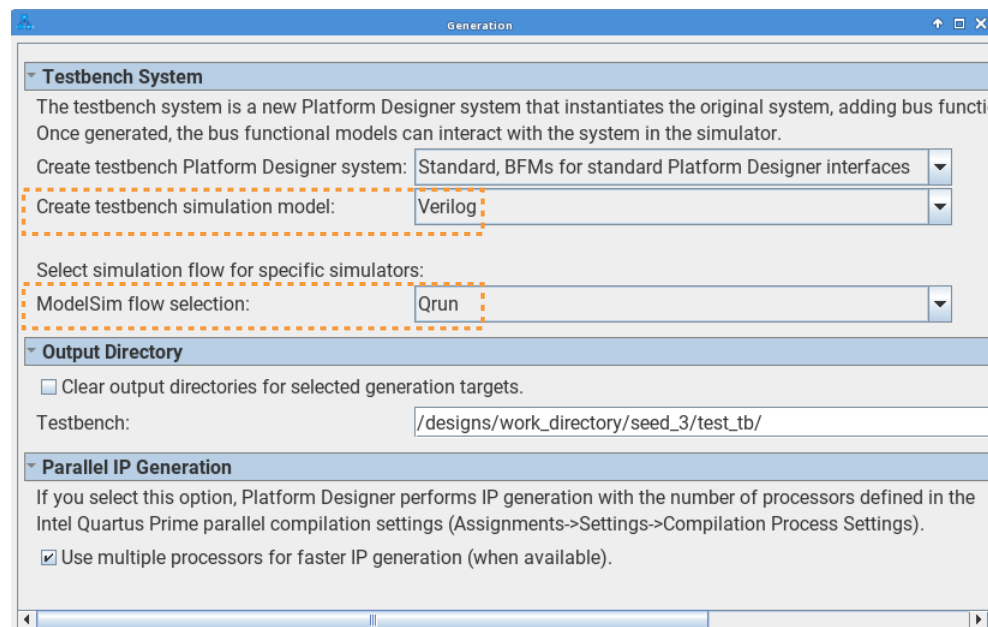 Generation
Testbench System
The testbench system is a new Platform Designer system that instantiates the original system, adding bus functi
Once generated, the bus functional models can interact with the system in the simulator.
Create testbench Platform Designer system: Standard, BFMs for standard Platform Designer interfaces
Create testbench simulation model: Verilog
Select simulation flow for specific simulators:
ModelSim flow selection: Qrun
Output Directory
Clear output directories for selected generation targets.
Testbench: /designs/work_directory/seed_3/test_tb/
Parallel IP Generation
If you select this option, Platform Designer performs IP generation with the number of processors defined in the
Intel Quartus Prime parallel compilation settings (Assignments->Settings->Compilation Process Settings).
Use multiple processors for faster IP generation (when available).